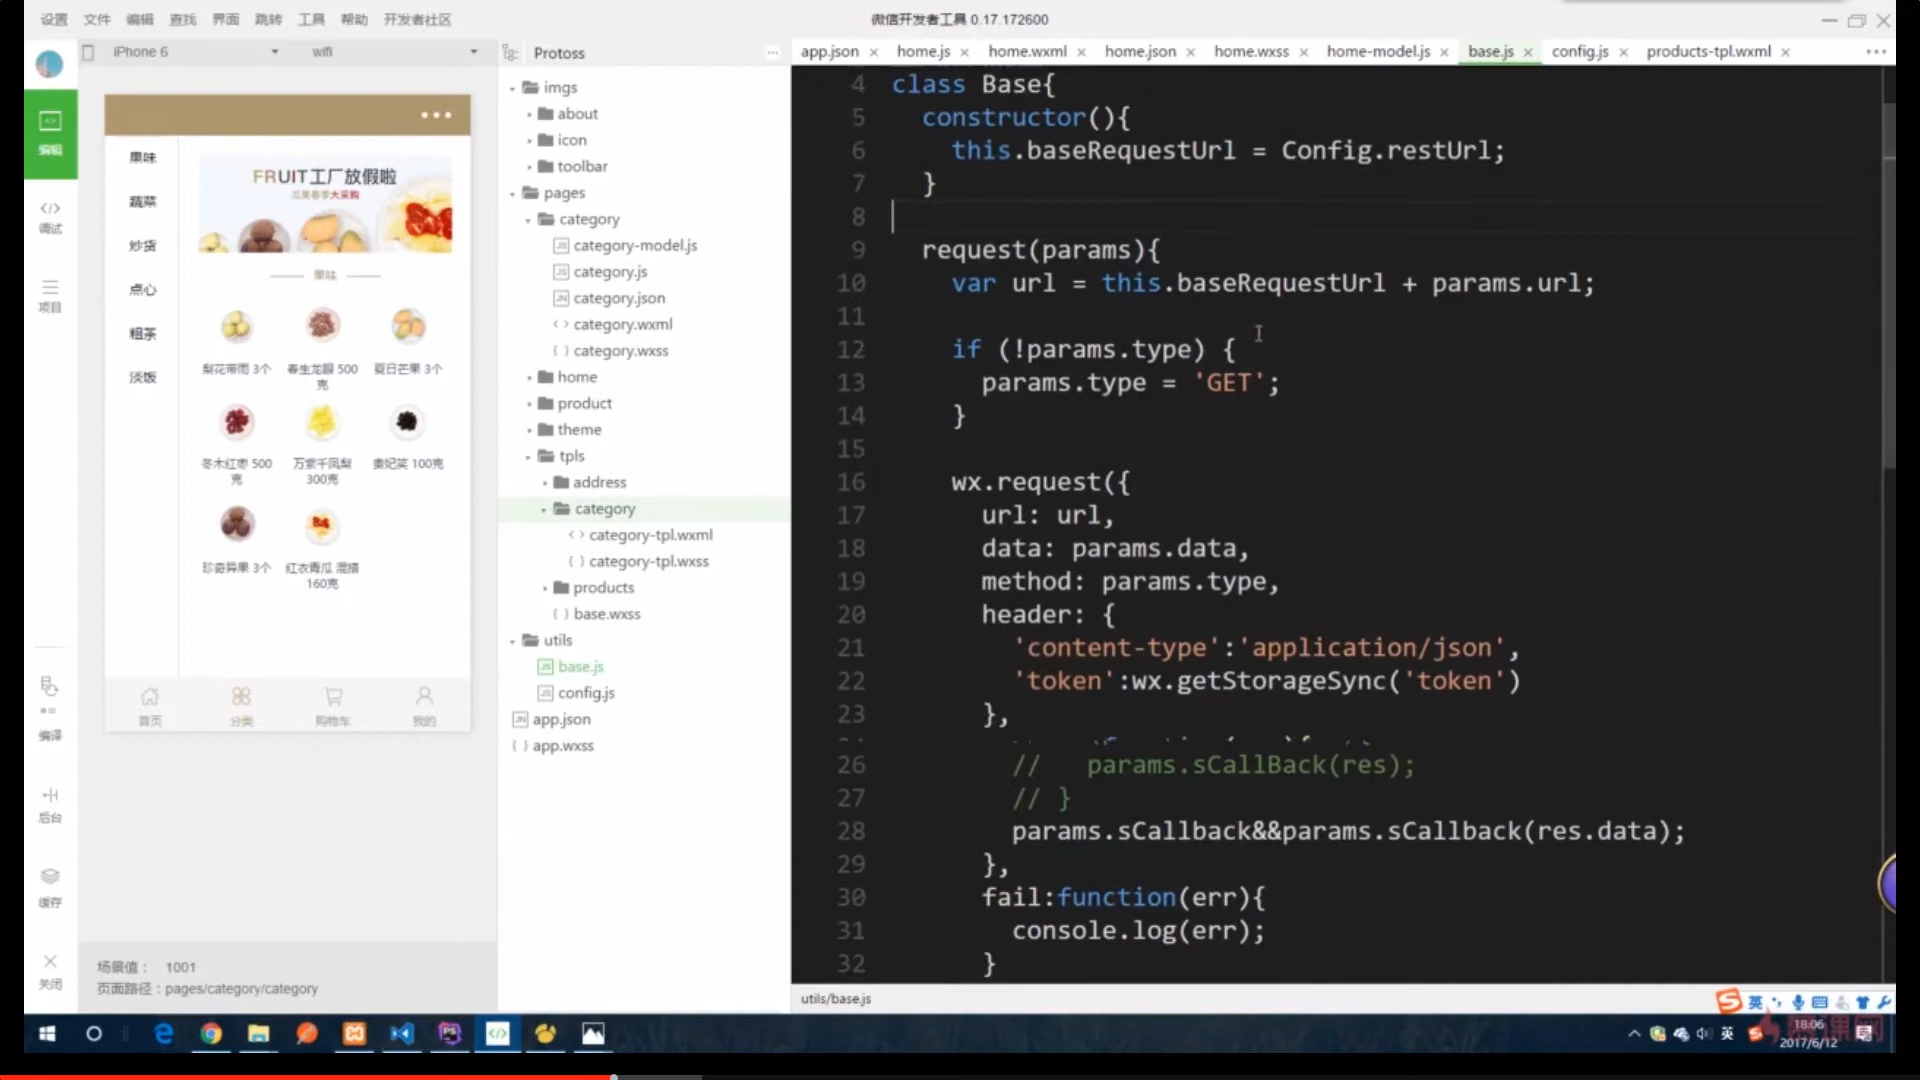 设置 文件 编辑 查找 界面 跳转 工具 帮助 开发者社区
微信开发者工具 0.17.172600
iPhone 6
wifi
编辑
调试
项目
编译
后台
缓存
关闭
果味
蔬菜
炒货
点心
粗茶
淡饭
FRUIT工厂放假啦
瓜果春季大采购
果味
梨花带雨 3个
春生龙眼 500
克
夏日芒果 3个
冬木红枣 500
克
万紫千凤梨
300克
贵妃笑 100克
珍奇异果 3个
红衣青瓜 混搭
160克
首页
分类
购物车
我的
场景值： 1001
页面路径：pages/category/category
Protoss
imgs
about
icon
toolbar
pages
category
category-model.js
category.js
category.json
category.wxml
category.wxss
home
product
theme
tpls
address
category
category-tpl.wxml
category-tpl.wxss
products
base.wxss
utils
base.js
config.js
app.json
app.wxss
app.json home.js home.wxml home.json home.wxss home-model.js base.js config.js products-tpl.wxml
4 class Base{
5 constructor(){
6 this.baseRequestUrl = Config.restUrl;
7 }
8
9 request(params){
10 var url = this.baseRequestUrl + params.url;
11
12 if (!params.type) {
13 params.type = 'GET';
14 }
15
16 wx.request({
17 url: url,
18 data: params.data,
19 method: params.type,
20 header: {
21 'content-type':'application/json',
22 'token':wx.getStorageSync('token')
23 },
26 // params.sCallBack(res);
27 // }
28 params.sCallback&&params.sCallback(res.data);
29 },
30 fail:function(err){
31 console.log(err);
32 }
utils/base.js
英
英
18:06
2017/6/12